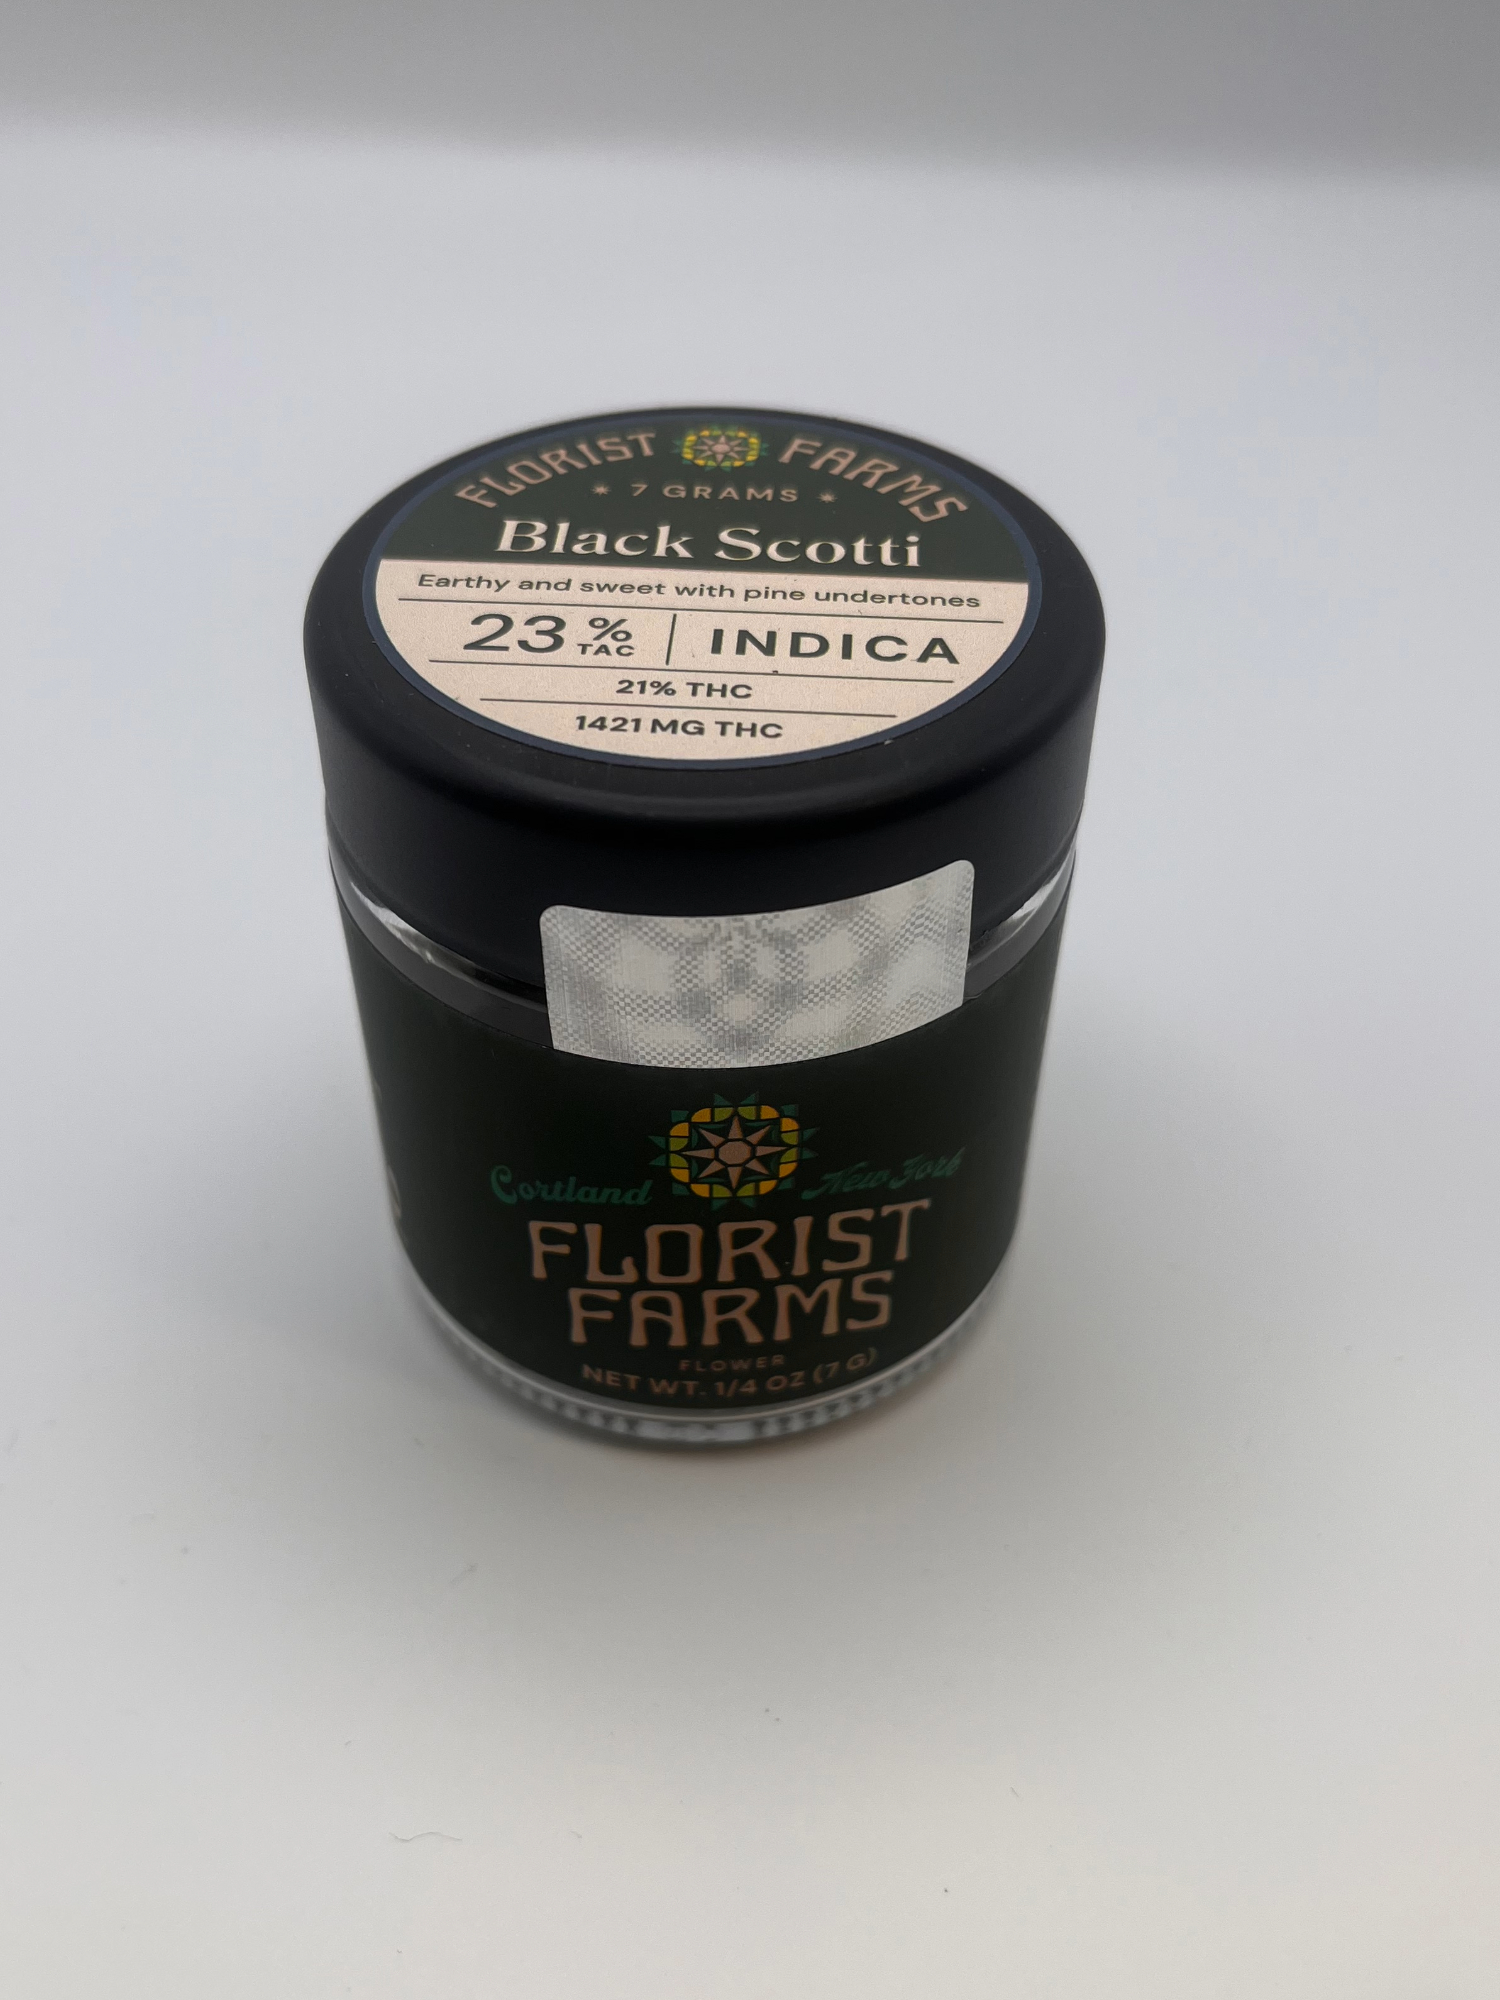 FLORIST FARMS
* 7 GRAMS *
Black Scotti
Earthy and sweet with pine undertones
23% TAC | INDICA
21% THC
1421 MG THC
Cortland New York
FLORIST
FARMS
FLOWER
NET WT. 1/4 OZ (7 G)